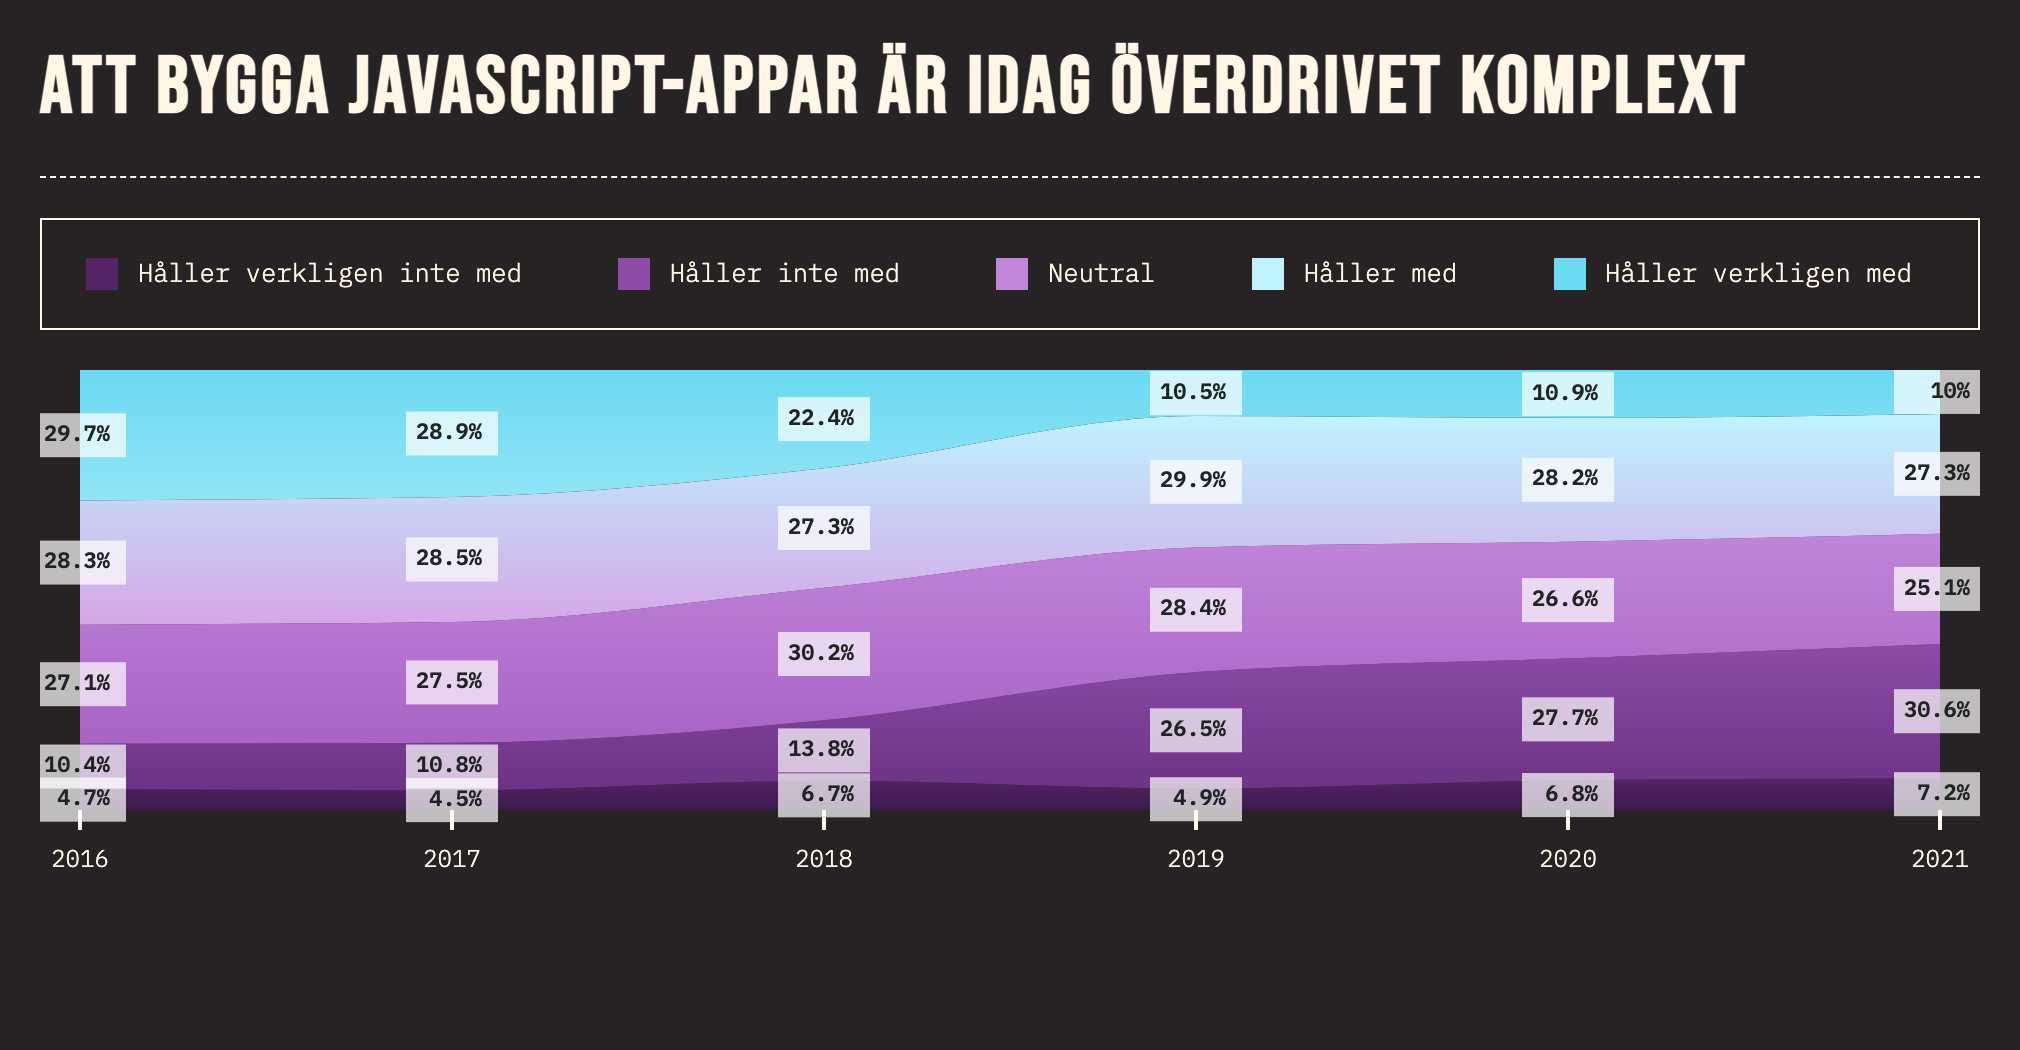 ATT BYGGA JAVASCRIPT-APPAR ÄR IDAG ÖVERDRIVET KOMPLEXT
Håller verkligen inte med Håller inte med Neutral Håller med Håller verkligen med
29.7% 28.9% 22.4% 10.5% 10.9% 10%
28.3% 28.5% 27.3% 29.9% 28.2% 27.3%
27.1% 27.5% 30.2% 28.4% 26.6% 25.1%
10.4% 10.8% 13.8% 26.5% 27.7% 30.6%
4.7% 4.5% 6.7% 4.9% 6.8% 7.2%
2016 2017 2018 2019 2020 2021